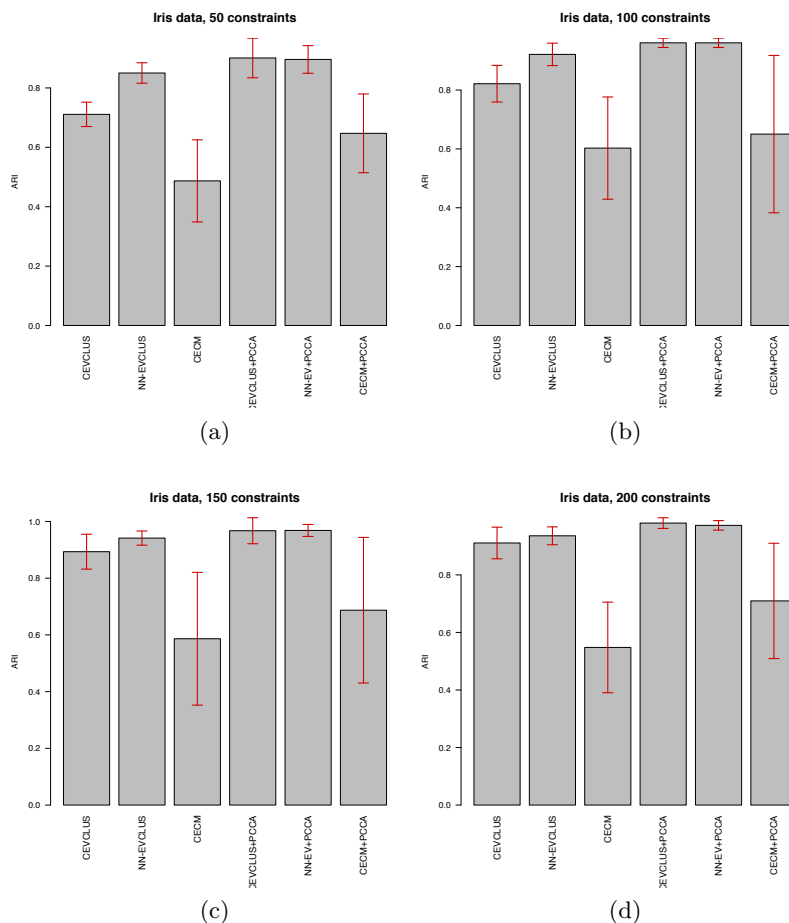 Iris data, 50 constraints
ARI
0.0
0.2
0.4
0.6
0.8
CEVCLUS
NN-EVCLUS
CECM
CEVCLUS+PCCA
NN-EV+PCCA
CECM+PCCA
(a)
Iris data, 100 constraints
ARI
0.0
0.2
0.4
0.6
0.8
CEVCLUS
NN-EVCLUS
CECM
CEVCLUS+PCCA
NN-EV+PCCA
CECM+PCCA
(b)
Iris data, 150 constraints
ARI
0.0
0.2
0.4
0.6
0.8
1.0
CEVCLUS
NN-EVCLUS
CECM
CEVCLUS+PCCA
NN-EV+PCCA
CECM+PCCA
(c)
Iris data, 200 constraints
ARI
0.0
0.2
0.4
0.6
0.8
CEVCLUS
NN-EVCLUS
CECM
CEVCLUS+PCCA
NN-EV+PCCA
CECM+PCCA
(d)